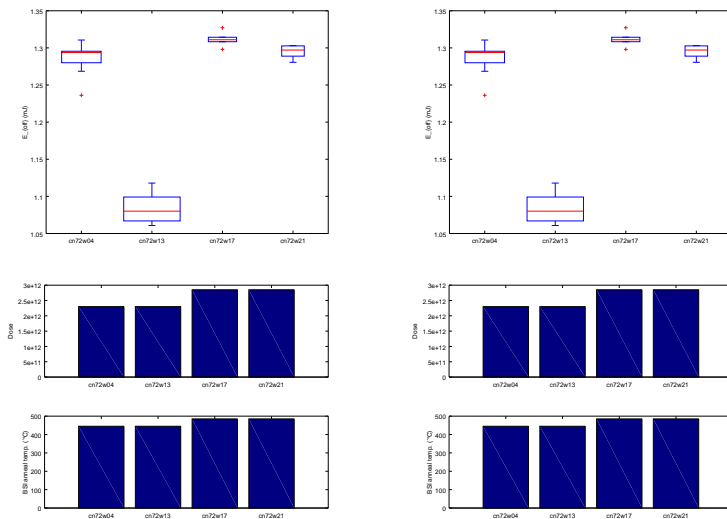 1.35
1.3
1.25
1.2
1.15
1.1
1.05
E_(off) (mJ)
cn72w04 cn72w13 cn72w17 cn72w21
1.35
1.3
1.25
1.2
1.15
1.1
1.05
E_(off) (mJ)
cn72w04 cn72w13 cn72w17 cn72w21
3e+12
2.5e+12
2e+12
1.5e+12
1e+12
5e+11
0
Dose
cn72w04 cn72w13 cn72w17 cn72w21
3e+12
2.5e+12
2e+12
1.5e+12
1e+12
5e+11
0
Dose
cn72w04 cn72w13 cn72w17 cn72w21
500
400
300
200
100
0
BSI anneal temp. (°C)
cn72w04 cn72w13 cn72w17 cn72w21
500
400
300
200
100
0
BSI anneal temp. (°C)
cn72w04 cn72w13 cn72w17 cn72w21